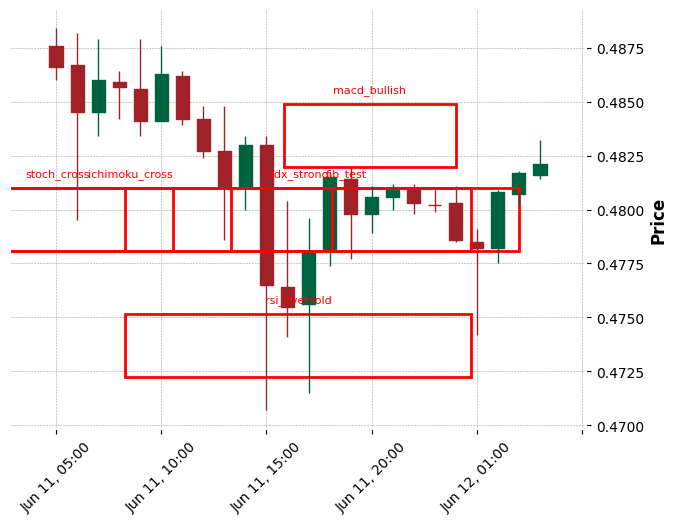 0.4875
macd_bullish
0.4850
0.4825
stoch_cross
ichimoku_cross
fib_test
0.4800
Price
0.4775
0.4750
0.4725
0.4700
Jun 11, 05:00
Jun 11, 10:00
Jun 11, 15:00
Jun 11, 20:00
Jun 12, 01:00